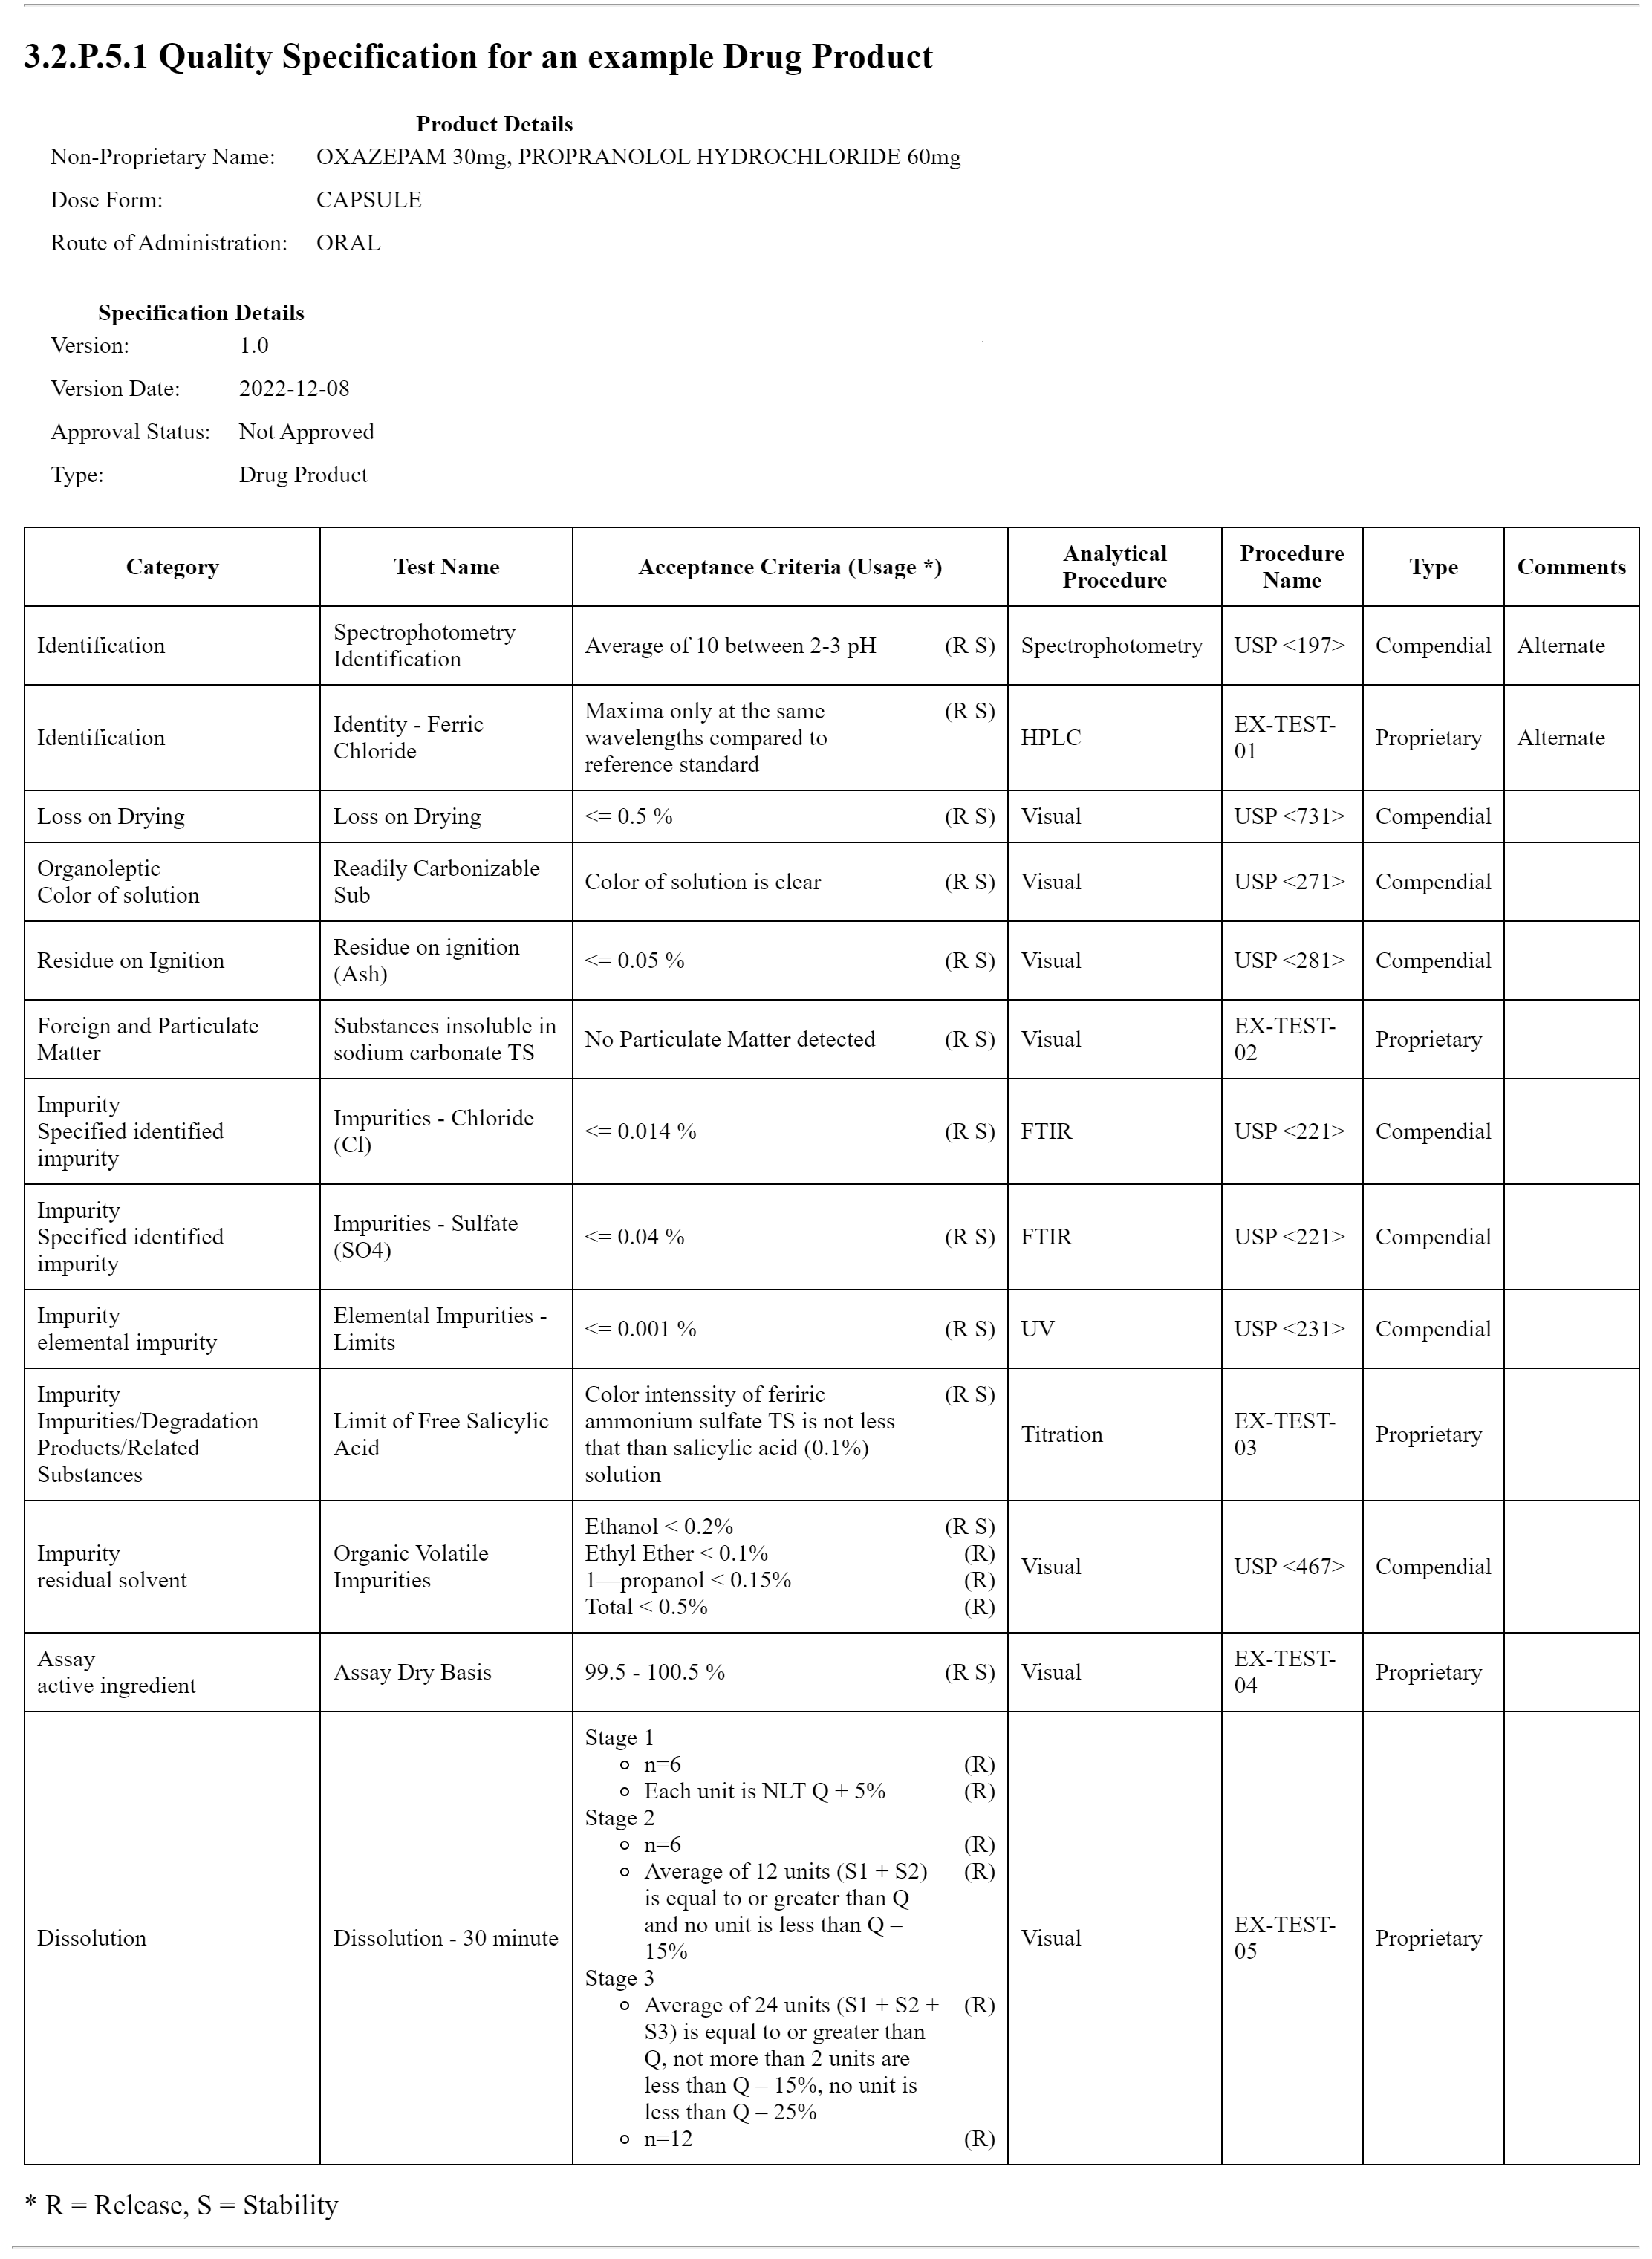 3.2.P.5.1 Quality Specification for an example Drug Product
Product Details
Non-Proprietary Name: OXAZEPAM 30mg, PROPRANOLOL HYDROCHLORIDE 60mg
Dose Form: CAPSULE
Route of Administration: ORAL
Specification Details
Version: 1.0
Version Date: 2022-12-08
Approval Status: Not Approved
Type: Drug Product
Category
Test Name
Acceptance Criteria (Usage *)
Analytical
Procedure
Procedure
Name
Type
Comments
Identification
Spectrophotometry
Identification
Average of 10 between 2-3 pH (R S)
Spectrophotometry
USP <197>
Compendial
Alternate
Identification
Identity - Ferric
Chloride
Maxima only at the same (R S)
wavelengths compared to
reference standard
HPLC
EX-TEST-
01
Proprietary
Alternate
Loss on Drying
Loss on Drying
<= 0.5 % (R S)
Visual
USP <731>
Compendial
Organoleptic
Color of solution
Readily Carbonizable
Sub
Color of solution is clear (R S)
Visual
USP <271>
Compendial
Residue on Ignition
Residue on ignition
(Ash)
<= 0.05 % (R S)
Visual
USP <281>
Compendial
Foreign and Particulate
Matter
Substances insoluble in
sodium carbonate TS
No Particulate Matter detected (R S)
Visual
EX-TEST-
02
Proprietary
Impurity
Specified identified
impurity
Impurities - Chloride
(Cl)
<= 0.014 % (R S)
FTIR
USP <221>
Compendial
Impurity
Specified identified
impurity
Impurities - Sulfate
(SO4)
<= 0.04 % (R S)
FTIR
USP <221>
Compendial
Impurity
elemental impurity
Elemental Impurities -
Limits
<= 0.001 % (R S)
UV
USP <231>
Compendial
Impurity
Impurities/Degradation
Products/Related
Substances
Limit of Free Salicylic
Acid
Color intenssity of feriric (R S)
ammonium sulfate TS is not less
that than salicylic acid (0.1%)
solution
Titration
EX-TEST-
03
Proprietary
Impurity
residual solvent
Organic Volatile
Impurities
Ethanol < 0.2% (R S)
Ethyl Ether < 0.1% (R)
1—propanol < 0.15% (R)
Total < 0.5% (R)
Visual
USP <467>
Compendial
Assay
active ingredient
Assay Dry Basis
99.5 - 100.5 % (R S)
Visual
EX-TEST-
04
Proprietary
Dissolution
Dissolution - 30 minute
Stage 1
n=6 (R)
Each unit is NLT Q + 5% (R)
Stage 2
n=6 (R)
Average of 12 units (S1 + S2) (R)
is equal to or greater than Q
and no unit is less than Q –
15%
Stage 3
Average of 24 units (S1 + S2 + (R)
S3) is equal to or greater than
Q, not more than 2 units are
less than Q – 15%, no unit is
less than Q – 25%
n=12 (R)
Visual
EX-TEST-
05
Proprietary
* R = Release, S = Stability